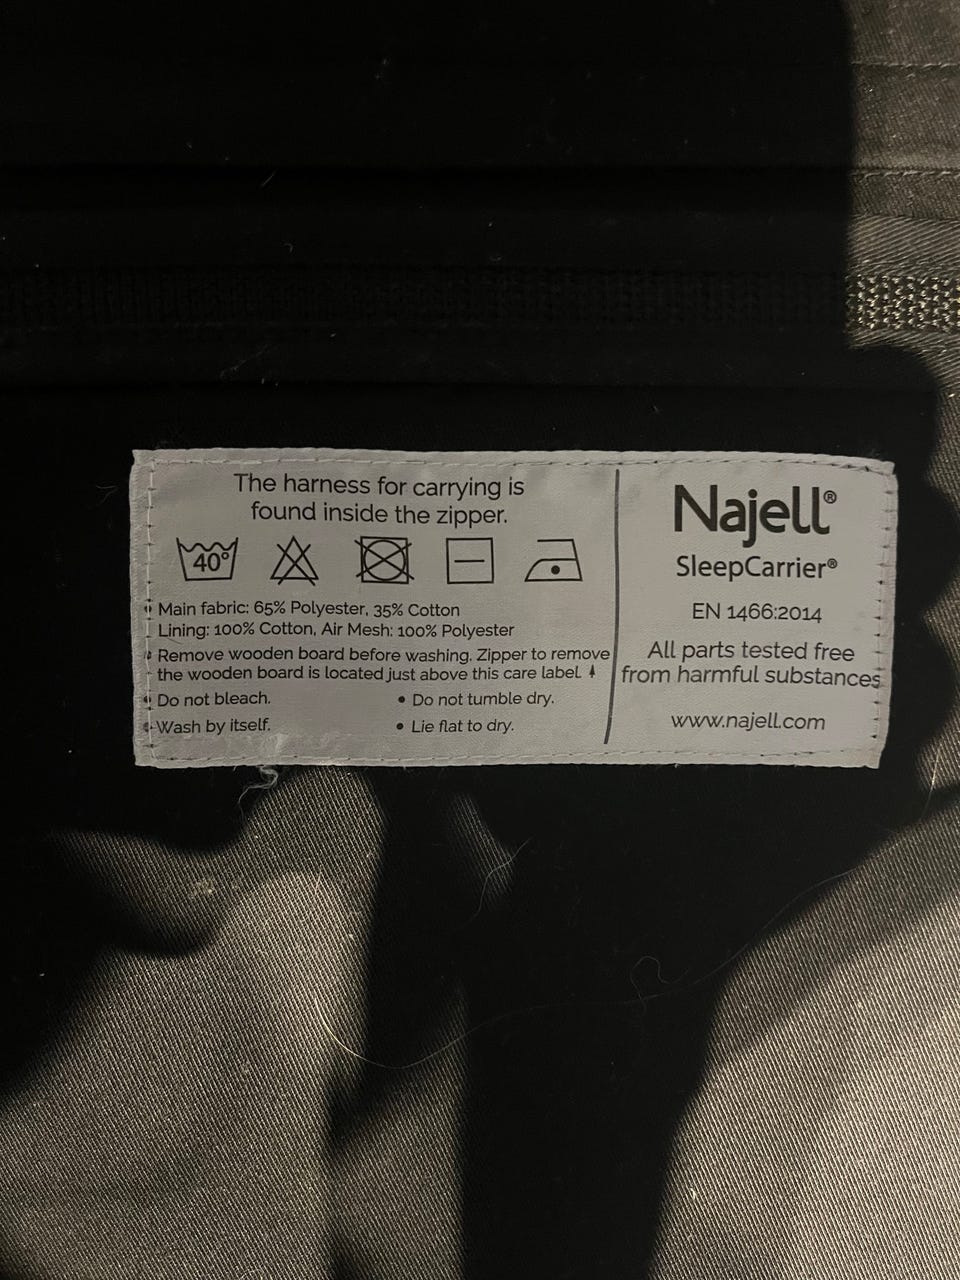 The harness for carrying is
found inside the zipper.
40°
• Main fabric: 65% Polyester, 35% Cotton
Lining: 100% Cotton, Air Mesh: 100% Polyester
• Remove wooden board before washing. Zipper to remove
the wooden board is located just above this care label.
• Do not bleach.
• Do not tumble dry.
• Wash by itself.
• Lie flat to dry.
Najell®
SleepCarrier®
EN 1466:2014
All parts tested free
from harmful substances
www.najell.com